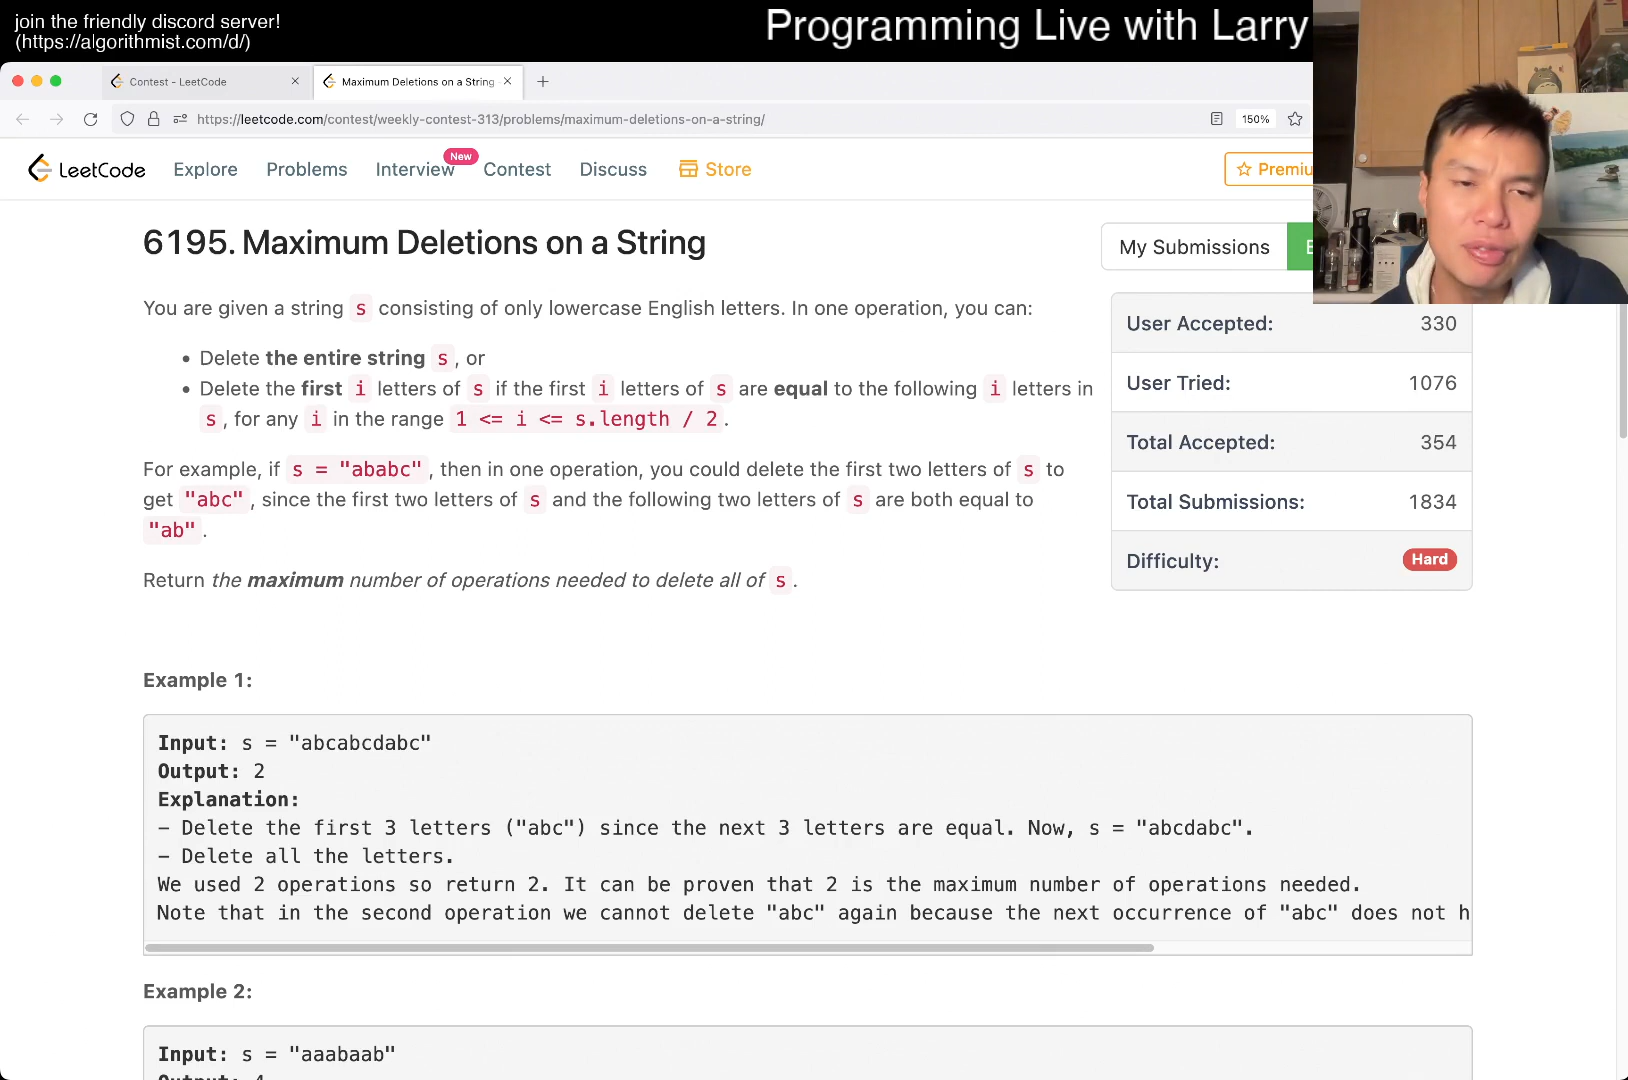 join the friendly discord server!
(https://algorithmist.com/d/)
Programming Live with Larry
Contest - LeetCode
Maximum Deletions on a String
https://leetcode.com/contest/weekly-contest-313/problems/maximum-deletions-on-a-string/
150%
LeetCode
Explore
Problems
Interview
New
Contest
Discuss
Store
Premiu
6195. Maximum Deletions on a String
My Submissions
You are given a string s consisting of only lowercase English letters. In one operation, you can:
• Delete the entire string s, or
• Delete the first i letters of s if the first i letters of s are equal to the following i letters in
s, for any i in the range 1 <= i <= s.length / 2.
For example, if s = "ababc", then in one operation, you could delete the first two letters of s to
get "abc", since the first two letters of s and the following two letters of s are both equal to
"ab".
Return the maximum number of operations needed to delete all of s.
User Accepted: 330
User Tried: 1076
Total Accepted: 354
Total Submissions: 1834
Difficulty: Hard
Example 1:
Input: s = "abcabcdabc"
Output: 2
Explanation:
- Delete the first 3 letters ("abc") since the next 3 letters are equal. Now, s = "abcdabc".
- Delete all the letters.
We used 2 operations so return 2. It can be proven that 2 is the maximum number of operations needed.
Note that in the second operation we cannot delete "abc" again because the next occurrence of "abc" does not h
Example 2:
Input: s = "aaabaab"
Output: 4